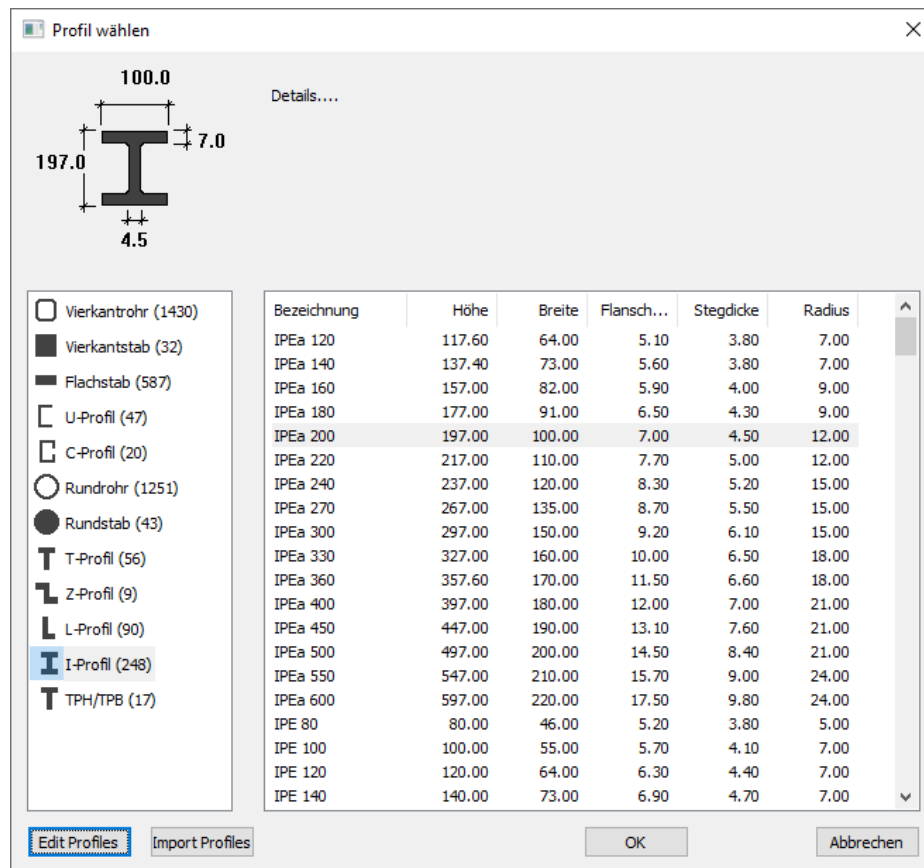 Profil wählen
100.0
Details....
7.0
197.0
4.5
Vierkantrohr (1430)
Vierkantstab (32)
Flachstab (587)
U-Profil (47)
C-Profil (20)
Rundrohr (1251)
Rundstab (43)
T-Profil (56)
Z-Profil (9)
L-Profil (90)
I-Profil (248)
TPH/TPB (17)
Bezeichnung Höhe Breite Flansch... Stegdicke Radius
IPEa 120 117.60 64.00 5.10 3.80 7.00
IPEa 140 137.40 73.00 5.60 3.80 7.00
IPEa 160 157.00 82.00 5.90 4.00 9.00
IPEa 180 177.00 91.00 6.50 4.30 9.00
IPEa 200 197.00 100.00 7.00 4.50 12.00
IPEa 220 217.00 110.00 7.70 5.00 12.00
IPEa 240 237.00 120.00 8.30 5.20 15.00
IPEa 270 267.00 135.00 8.70 5.50 15.00
IPEa 300 297.00 150.00 9.20 6.10 15.00
IPEa 330 327.00 160.00 10.00 6.50 18.00
IPEa 360 357.60 170.00 11.50 6.60 18.00
IPEa 400 397.00 180.00 12.00 7.00 21.00
IPEa 450 447.00 190.00 13.10 7.60 21.00
IPEa 500 497.00 200.00 14.50 8.40 21.00
IPEa 550 547.00 210.00 15.70 9.00 24.00
IPEa 600 597.00 220.00 17.50 9.80 24.00
IPE 80 80.00 46.00 5.20 3.80 5.00
IPE 100 100.00 55.00 5.70 4.10 7.00
IPE 120 120.00 64.00 6.30 4.40 7.00
IPE 140 140.00 73.00 6.90 4.70 7.00
Edit Profiles Import Profiles OK Abbrechen